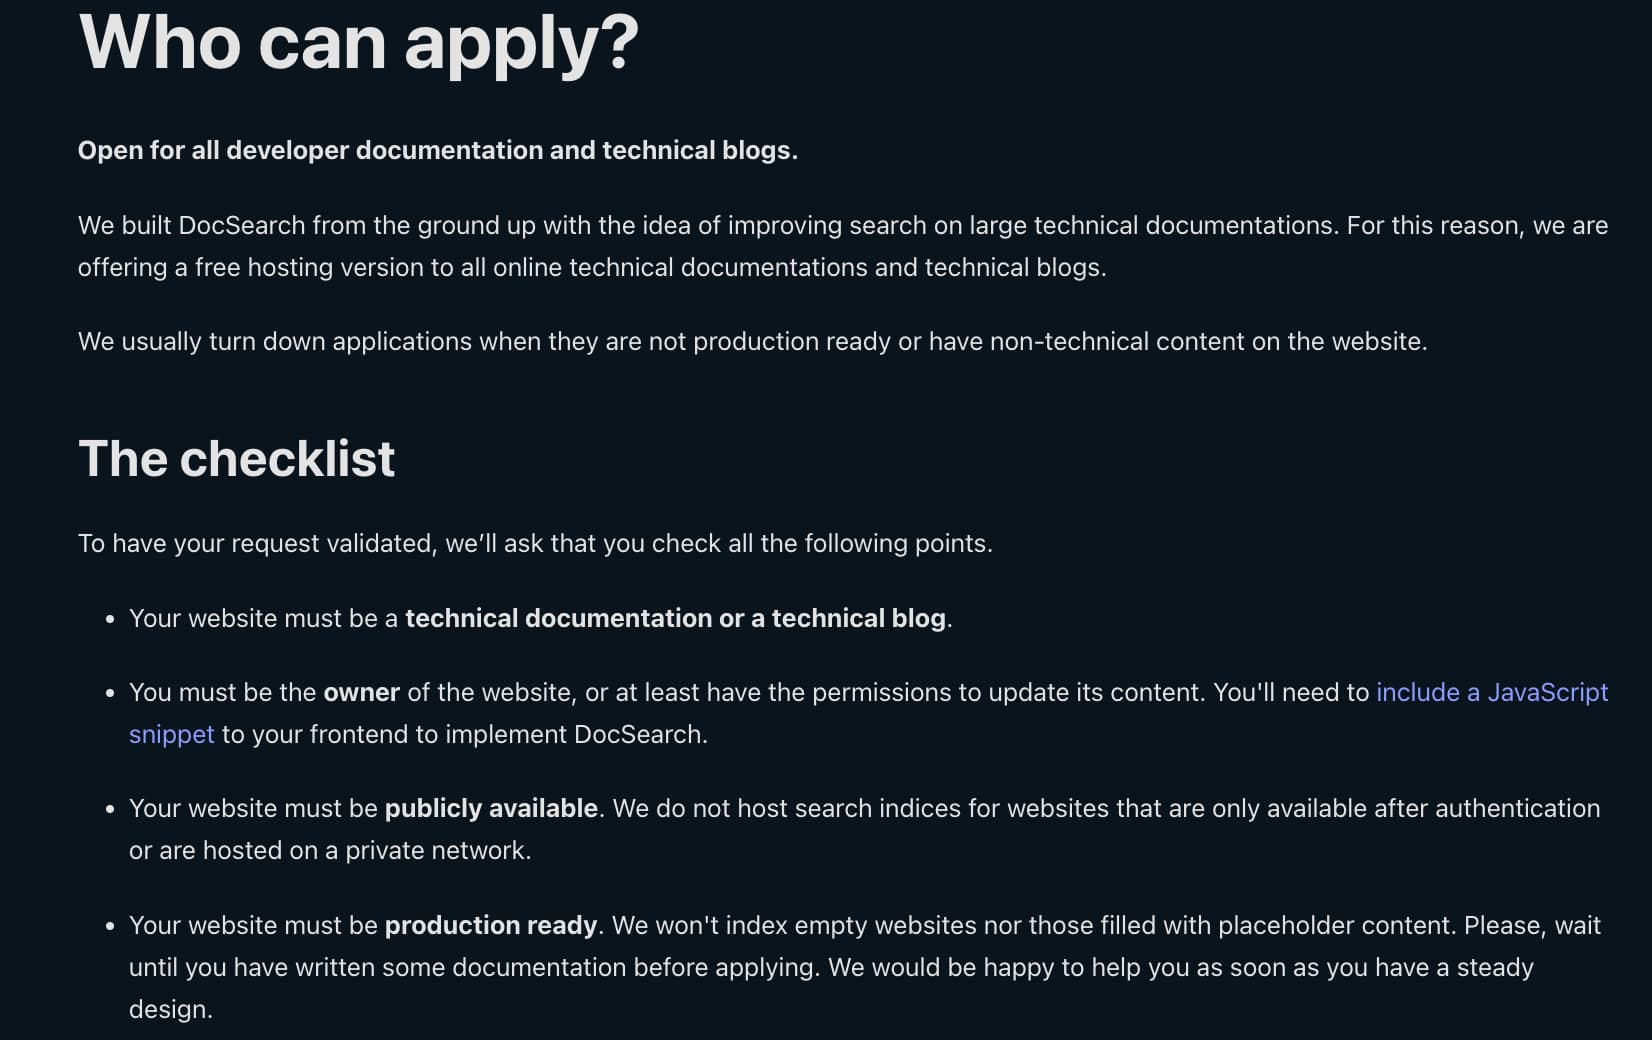 Who can apply?
Open for all developer documentation and technical blogs.
We built DocSearch from the ground up with the idea of improving search on large technical documentations. For this reason, we are
offering a free hosting version to all online technical documentations and technical blogs.
We usually turn down applications when they are not production ready or have non-technical content on the website.
The checklist
To have your request validated, we’ll ask that you check all the following points.
• Your website must be a technical documentation or a technical blog.
• You must be the owner of the website, or at least have the permissions to update its content. You'll need to include a JavaScript
snippet to your frontend to implement DocSearch.
• Your website must be publicly available. We do not host search indices for websites that are only available after authentication
or are hosted on a private network.
• Your website must be production ready. We won't index empty websites nor those filled with placeholder content. Please, wait
until you have written some documentation before applying. We would be happy to help you as soon as you have a steady
design.